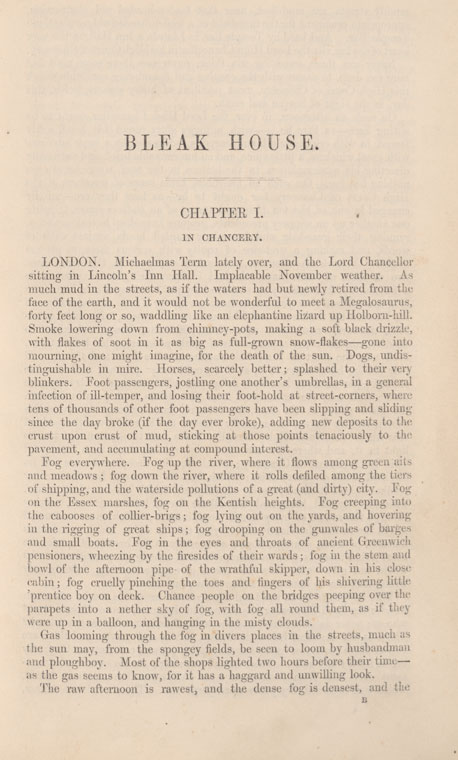 BLEAK HOUSE.
CHAPTER I.
IN CHANCERY.
LONDON. Michaelmas Term lately over, and the Lord Chancellor
sitting in Lincoln's Inn Hall. Implacable November weather. As
much mud in the streets, as if the waters had but newly retired from the
face of the earth, and it would not be wonderful to meet a Megalosaurus,
forty feet long or so, waddling like an elephantine lizard up Holborn-hill.
Smoke lowering down from chimney-pots, making a soft black drizzle,
with flakes of soot in it as big as full-grown snow-flakes—gone into
mourning, one might imagine, for the death of the sun. Dogs, undis-
tinguishable in mire. Horses, scarcely better; splashed to their very
blinkers. Foot passengers, jostling one another's umbrellas, in a general
infection of ill-temper, and losing their foot-hold at street-corners, where
tens of thousands of other foot passengers have been slipping and sliding
since the day broke (if the day ever broke), adding new deposits to the
crust upon crust of mud, sticking at those points tenaciously to the
pavement, and accumulating at compound interest.
Fog everywhere. Fog up the river, where it flows among green aits
and meadows; fog down the river, where it rolls defiled among the tiers
of shipping, and the waterside pollutions of a great (and dirty) city. Fog
on the Essex marshes, fog on the Kentish heights. Fog creeping into
the cabooses of collier-brigs; fog lying out on the yards, and hovering
in the rigging of great ships; fog drooping on the gunwales of barges
and small boats. Fog in the eyes and throats of ancient Greenwich
pensioners, wheezing by the firesides of their wards; fog in the stem and
bowl of the afternoon pipe of the wrathful skipper, down in his close
cabin; fog cruelly pinching the toes and fingers of his shivering little
'prentice boy on deck. Chance people on the bridges peeping over the
parapets into a nether sky of fog, with fog all round them, as if they
were up in a balloon, and hanging in the misty clouds.
Gas looming through the fog in divers places in the streets, much as
the sun may, from the spongey fields, be seen to loom by husbandman
and ploughboy. Most of the shops lighted two hours before their time—
as the gas seems to know, for it has a haggard and unwilling look.
The raw afternoon is rawest, and the dense fog is densest, and the
B